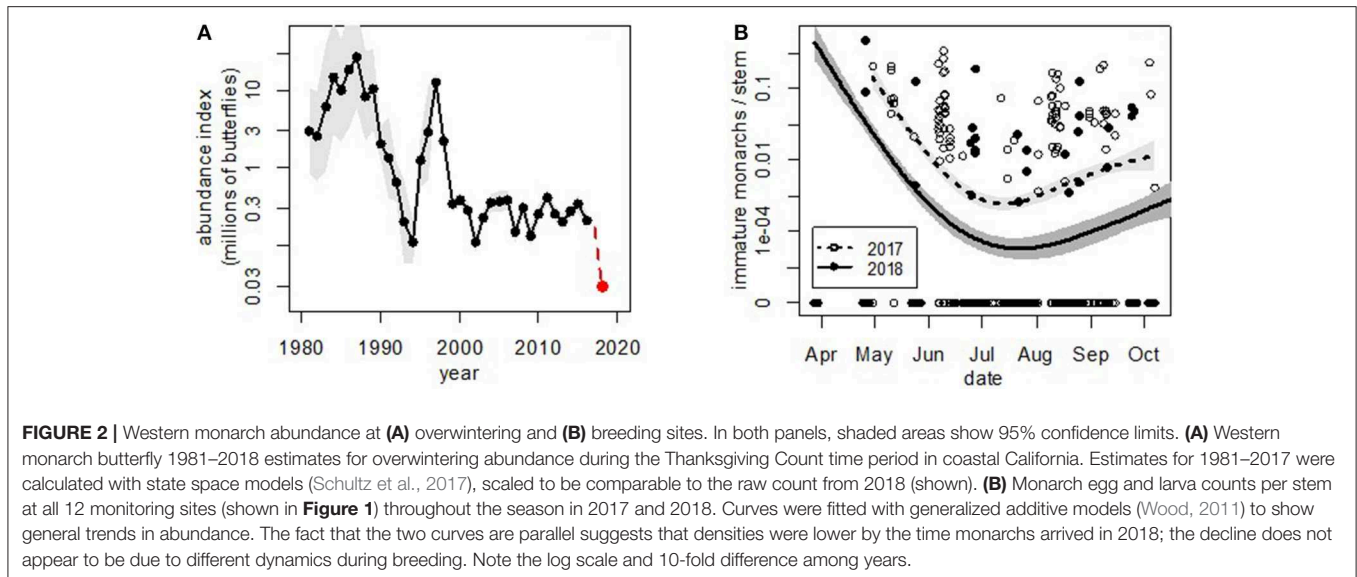 A
abundance index
(millions of butterflies)
10
3
1
0.3
0.03
1980 1990 2000 2010 2020
year
B
immature monarchs / stem
0.1
0.01
1e-04
0
2017
2018
Apr May Jun Jul Aug Sep Oct
date
FIGURE 2 | Western monarch abundance at (A) overwintering and (B) breeding sites. In both panels, shaded areas show 95% confidence limits. (A) Western
monarch butterfly 1981–2018 estimates for overwintering abundance during the Thanksgiving Count time period in coastal California. Estimates for 1981–2017 were
calculated with state space models (Schultz et al., 2017), scaled to be comparable to the raw count from 2018 (shown). (B) Monarch egg and larva counts per stem
at all 12 monitoring sites (shown in Figure 1) throughout the season in 2017 and 2018. Curves were fitted with generalized additive models (Wood, 2011) to show
general trends in abundance. The fact that the two curves are parallel suggests that densities were lower by the time monarchs arrived in 2018; the decline does not
appear to be due to different dynamics during breeding. Note the log scale and 10-fold difference among years.